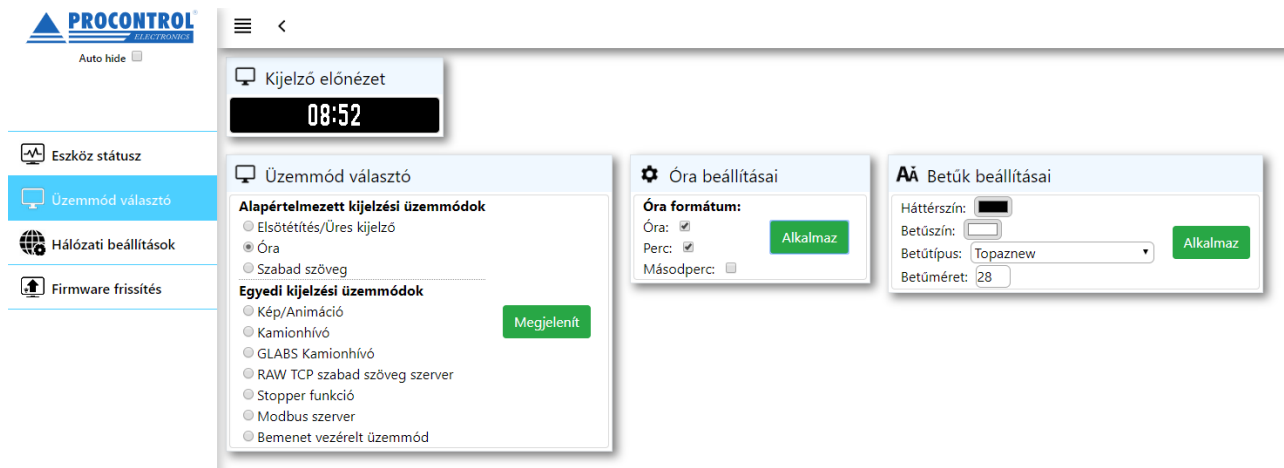 PROCONTROL
ELECTRONICS
Auto hide
Eszköz státusz
Üzemmód választó
Hálózati beállítások
Firmware frissítés
Kijelző előnézet
08:52
Üzemmód választó
Alapértelmezett kijelzési üzemmódok
Elsötétítés/Üres kijelző
Óra
Szabad szöveg
Egyedi kijelzési üzemmódok
Kép/Animáció
Kamionhívó
GLABS Kamionhívó
RAW TCP szabad szöveg szerver
Stopper funkció
Modbus szerver
Bemenet vezérelt üzemmód
Megjelenít
Óra beállításai
Óra formátum:
Óra:
Perc:
Másodperc:
Alkalmaz
AÄ Betűk beállításai
Háttérszín:
Betűszín:
Betűtípus: Topaznew
Betűméret: 28
Alkalmaz